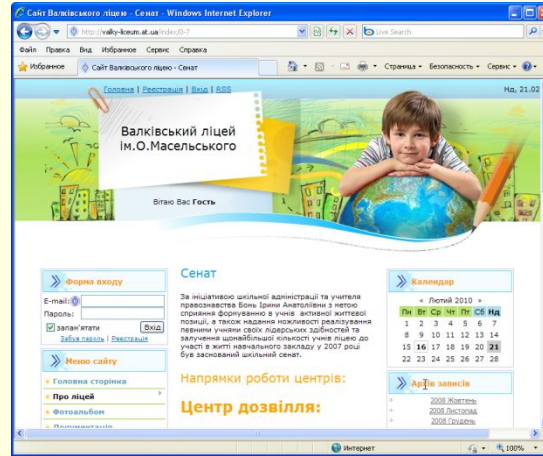 Сайт Валківського ліцею - Сенат - Windows Internet Explorer
http://valky-liceum.at.ua/index/0-7
Live Search
Файл Правка Вид Избранное Сервис Справка
Избранное Сайт Валківського ліцею - Сенат Страница Безопасность Сервис
Головна | Реєстрація | Вхід | RSS
Нд, 21.02
Валківський ліцей
ім.О.Масельського
Вітаю Вас Гость
Форма входу
E-mail:
Пароль:
запам'ятати Вхід
Забув пароль | Реєстрація
Меню сайту
Головна сторінка
Про ліцей
Фотоальбом
Документація
Сенат
За ініціативою шкільної адміністрації та учителя
правознавства Бонь Ірини Анатоліївни з метою
сприяння формуванню в учнів активної життєвої
позиції, а також надання можливості реалізування
певними учнями своїх лідерських здібностей та
залучення щонайбільшої кількості учнів ліцею до
участі в житті навчального закладу у 2007 році
був заснований шкільний сенат.
Напрямки роботи центрів:
Центр дозвілля:
Календар
« Лютий 2010 »
Пн Вт Ср Чт Пт Сб Нд
1 2 3 4 5 6 7
8 9 10 11 12 13 14
15 16 17 18 19 20 21
22 23 24 25 26 27 28
Архів записів
2008 Жовтень
2008 Листопад
2008 Грудень
Интернет 100%